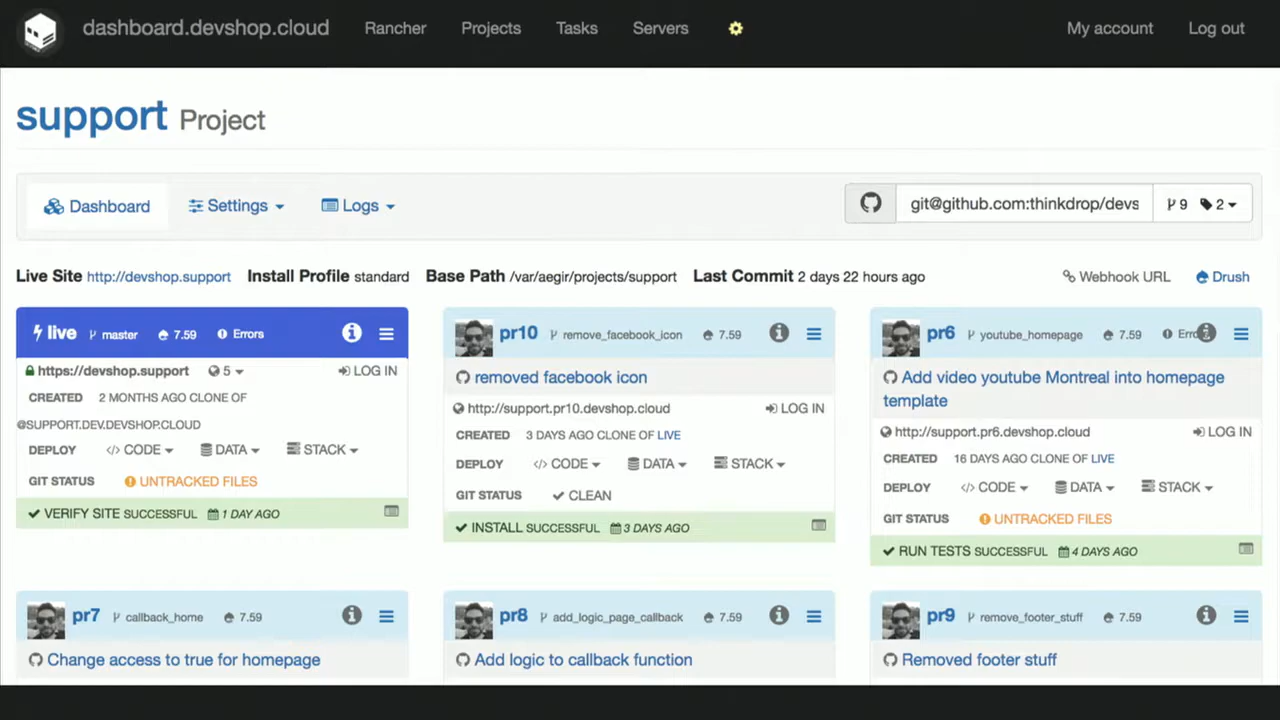 dashboard.devshop.cloud Rancher Projects Tasks Servers My account Log out
support Project
Dashboard Settings Logs git@github.com:thinkdrop/devs 9 2
Live Site http://devshop.support Install Profile standard Base Path /var/aegir/projects/support Last Commit 2 days 22 hours ago Webhook URL Drush
live master 7.59 Errors
https://devshop.support 5 LOG IN
CREATED 2 MONTHS AGO CLONE OF
@SUPPORT.DEV.DEVSHOP.CLOUD
DEPLOY CODE DATA STACK
GIT STATUS UNTRACKED FILES
VERIFY SITE SUCCESSFUL 1 DAY AGO
pr10 remove_facebook_icon 7.59
removed facebook icon
http://support.pr10.devshop.cloud LOG IN
CREATED 3 DAYS AGO CLONE OF LIVE
DEPLOY CODE DATA STACK
GIT STATUS CLEAN
INSTALL SUCCESSFUL 3 DAYS AGO
pr6 youtube_homepage 7.59
Add video youtube Montreal into homepage
template
http://support.pr6.devshop.cloud LOG IN
CREATED 16 DAYS AGO CLONE OF LIVE
DEPLOY CODE DATA STACK
GIT STATUS UNTRACKED FILES
RUN TESTS SUCCESSFUL 4 DAYS AGO
pr7 callback_home 7.59
Change access to true for homepage
pr8 add_logic_page_callback 7.59
Add logic to callback function
pr9 remove_footer_stuff 7.59
Removed footer stuff